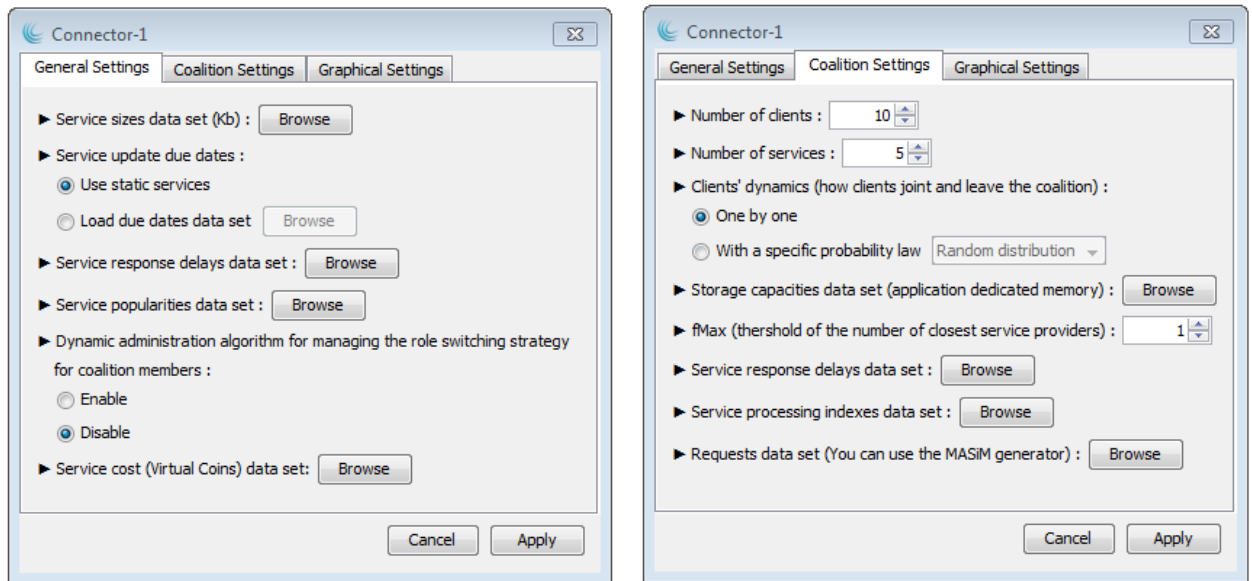 Connector-1
General Settings Coalition Settings Graphical Settings
► Service sizes data set (Kb) : Browse
► Service update due dates :
Use static services
Load due dates data set Browse
► Service response delays data set : Browse
► Service popularities data set : Browse
► Dynamic administration algorithm for managing the role switching strategy
for coalition members :
Enable
Disable
► Service cost (Virtual Coins) data set: Browse
Cancel Apply
Connector-1
General Settings Coalition Settings Graphical Settings
► Number of clients : 10
► Number of services : 5
► Clients' dynamics (how clients joint and leave the coalition) :
One by one
With a specific probability law Random distribution
► Storage capacities data set (application dedicated memory) : Browse
► fMax (thershold of the number of closest service providers) : 1
► Service response delays data set : Browse
► Service processing indexes data set : Browse
► Requests data set (You can use the MASiM generator) : Browse
Cancel Apply